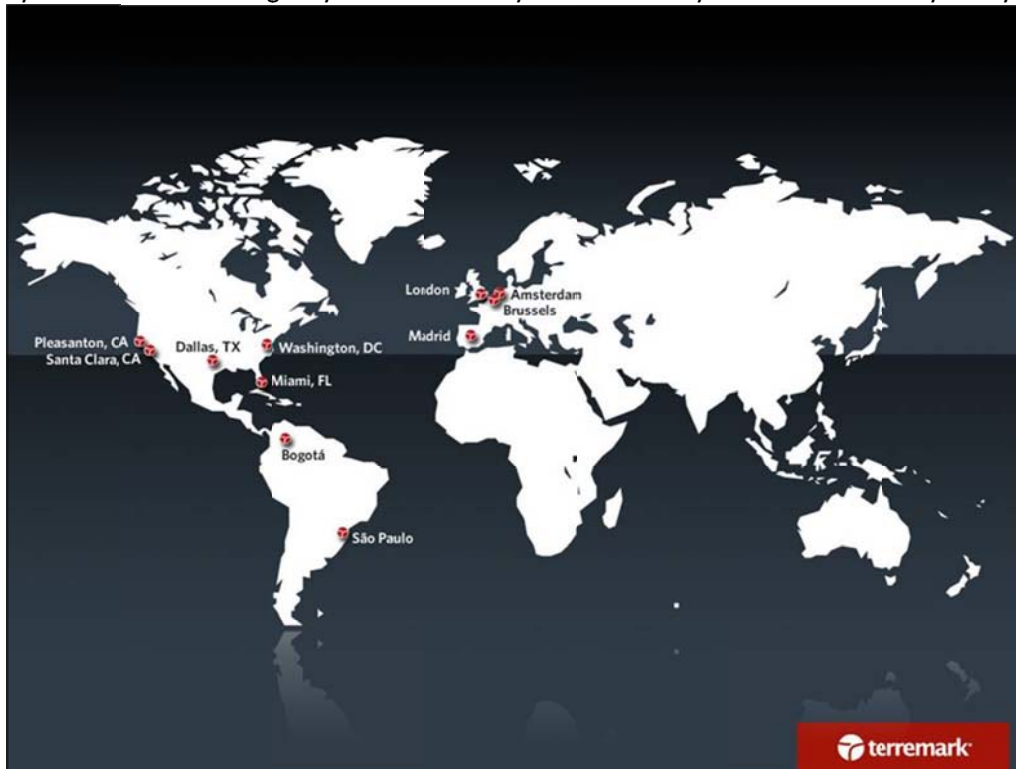 London
Amsterdam
Brussels
Madrid
Pleasanton, CA
Santa Clara, CA
Dallas, TX
Washington, DC
Miami, FL
Bogotá
São Paulo
terremark